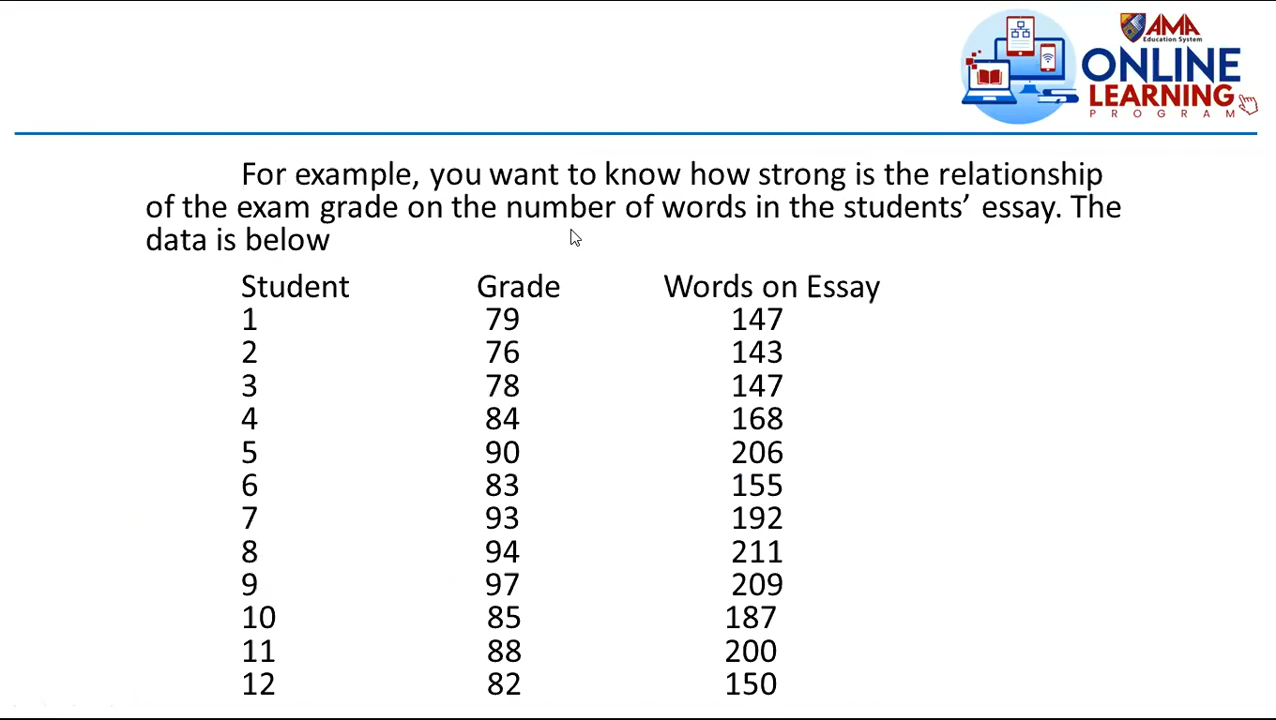 AMA
Education System
ONLINE
LEARNING
PROGRAM
For example, you want to know how strong is the relationship
of the exam grade on the number of words in the students’ essay. The
data is below
Student Grade Words on Essay
1 79 147
2 76 143
3 78 147
4 84 168
5 90 206
6 83 155
7 93 192
8 94 211
9 97 209
10 85 187
11 88 200
12 82 150